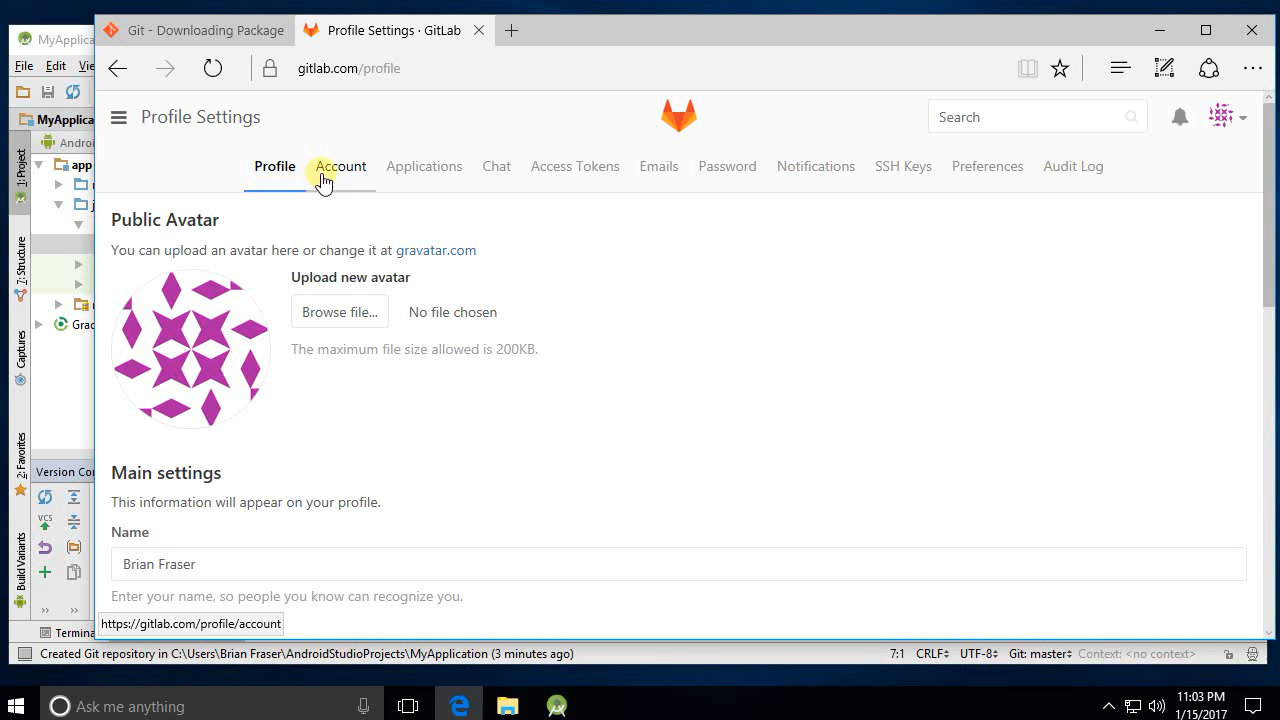 Git - Downloading Package
Profile Settings · GitLab
MyApplica
gitlab.com/profile
File Edit
Profile Settings
Search
MyApplica
Androi
Profile Account Applications Chat Access Tokens Emails Password Notifications SSH Keys Preferences Audit Log
1: Project
app
Public Avatar
You can upload an avatar here or change it at gravatar.com
7: Structure
Upload new avatar
Browse file... No file chosen
Grad
The maximum file size allowed is 200KB.
Captures
2: Favorites
Main settings
Version Con
This information will appear on your profile.
VCS
Name
Build Variants
Brian Fraser
Enter your name, so people you know can recognize you.
https://gitlab.com/profile/account
Termina
Created Git repository in C:\Users\Brian Fraser\AndroidStudioProjects\MyApplication (3 minutes ago) 7:1 CRLF UTF-8 Git: master Context: <no context>
Ask me anything
11:03 PM
1/15/2017